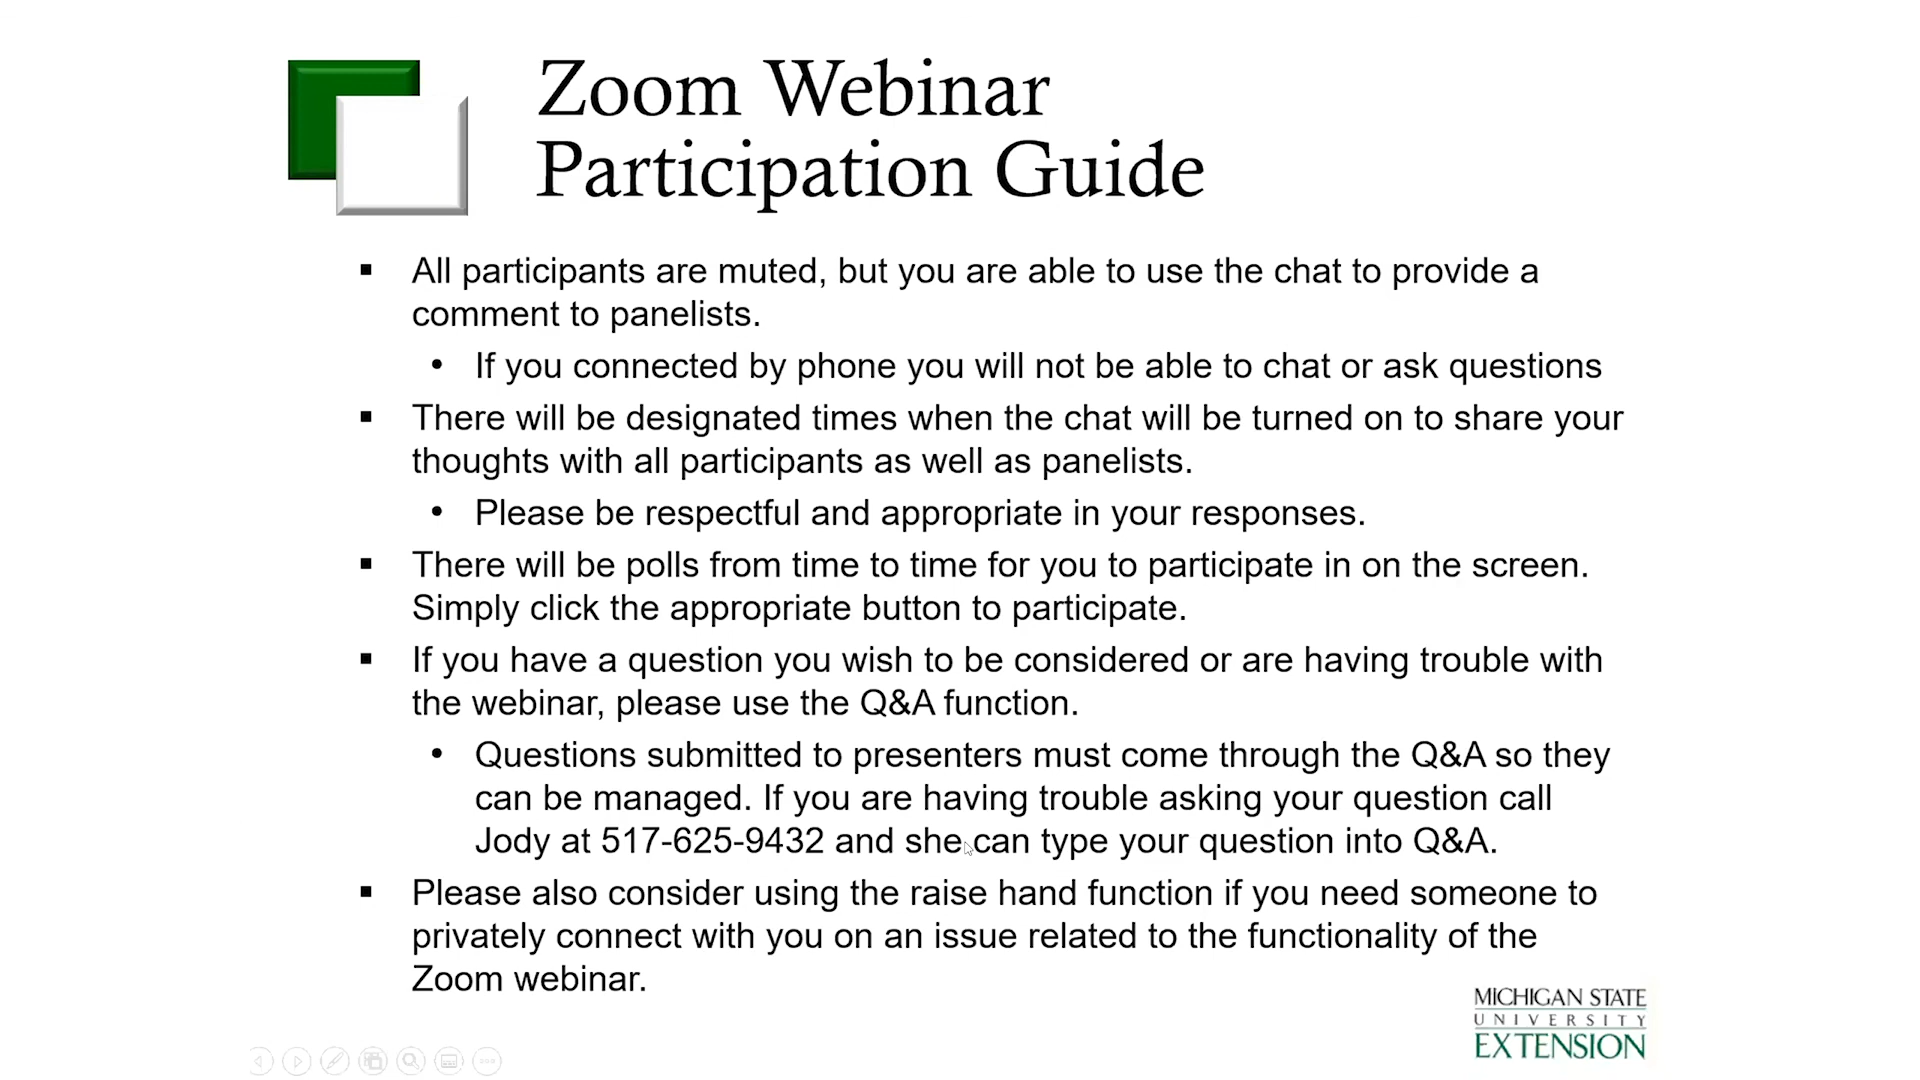 Zoom Webinar
Participation Guide
▪ All participants are muted, but you are able to use the chat to provide a
comment to panelists.
• If you connected by phone you will not be able to chat or ask questions
▪ There will be designated times when the chat will be turned on to share your
thoughts with all participants as well as panelists.
• Please be respectful and appropriate in your responses.
▪ There will be polls from time to time for you to participate in on the screen.
Simply click the appropriate button to participate.
▪ If you have a question you wish to be considered or are having trouble with
the webinar, please use the Q&A function.
• Questions submitted to presenters must come through the Q&A so they
can be managed. If you are having trouble asking your question call
Jody at 517-625-9432 and she can type your question into Q&A.
▪ Please also consider using the raise hand function if you need someone to
privately connect with you on an issue related to the functionality of the
Zoom webinar.
MICHIGAN STATE
UNIVERSITY
EXTENSION